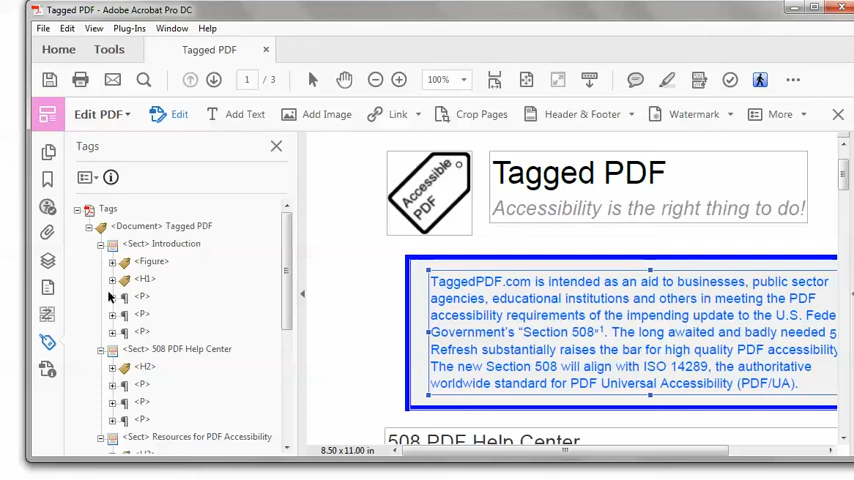 Tagged PDF - Adobe Acrobat Pro DC
File Edit View Plug-Ins Window Help
Home Tools Tagged PDF ×
1 / 3 100%
Edit PDF Edit Add Text Add Image Link Crop Pages Header & Footer Watermark More
Tags
Tags
<Document> Tagged PDF
<Sect> Introduction
<Figure>
<H1>
<P>
<P>
<P>
<Sect> 508 PDF Help Center
<H2>
<P>
<P>
<P>
<Sect> Resources for PDF Accessibility
Accessible
PDF
Tagged PDF
Accessibility is the right thing to do!
TaggedPDF.com is intended as an aid to businesses, public sector
agencies, educational institutions and others in meeting the PDF
accessibility requirements of the impending update to the U.S. Fede
Government's "Section 508"¹. The long awaited and badly needed 5
Refresh substantially raises the bar for high quality PDF accessibility
The new Section 508 will align with ISO 14289, the authoritative
worldwide standard for PDF Universal Accessibility (PDF/UA).
508 PDF Help Center
8.50 x 11.00 in